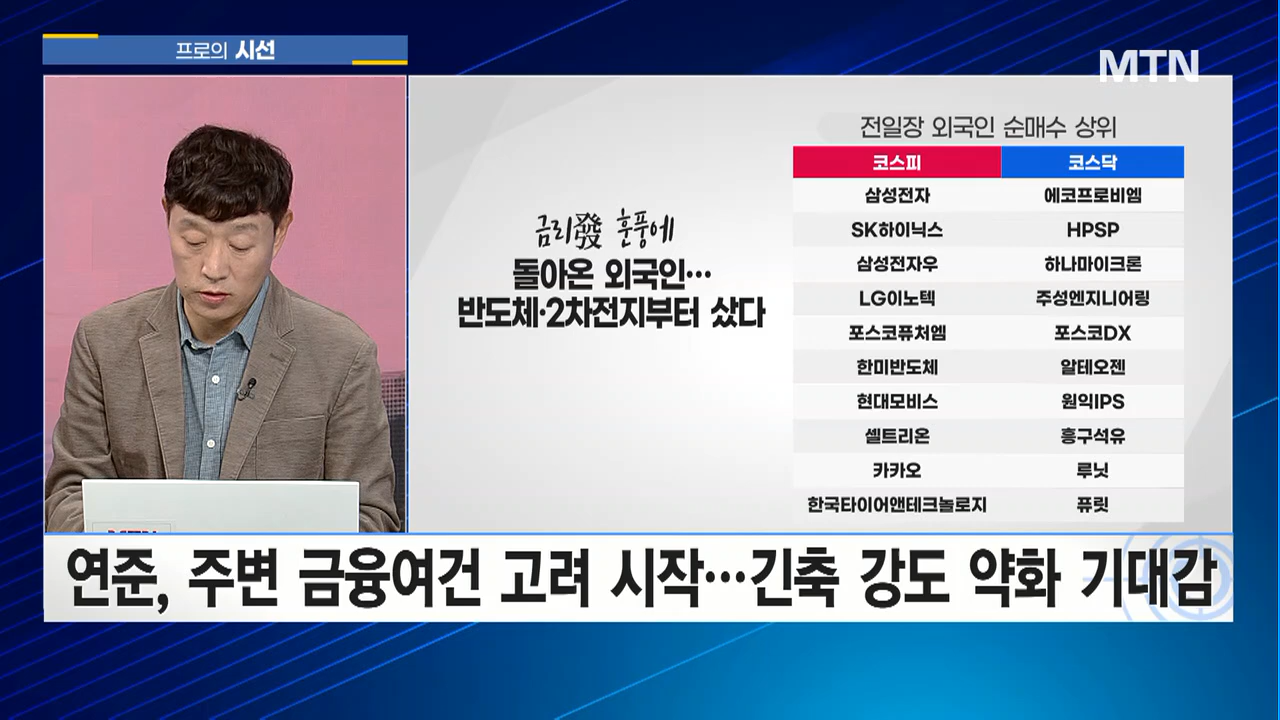 프로의 시선
MTN
전일장 외국인 순매수 상위
코스피 코스닥
삼성전자 에코프로비엠
SK하이닉스 HPSP
삼성전자우 하나마이크론
LG이노텍 주성엔지니어링
포스코퓨처엠 포스코DX
한미반도체 알테오젠
현대모비스 원익IPS
셀트리온 흥구석유
카카오 루닛
한국타이어앤테크놀로지 퓨릿
금리發 훈풍에
돌아온 외국인…
반도체·2차전지부터 샀다
연준, 주변 금융여건 고려 시작…긴축 강도 약화 기대감